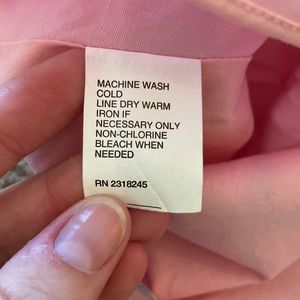 MACHINE WASH
COLD
LINE DRY WARM
IRON IF
NECESSARY ONLY
NON-CHLORINE
BLEACH WHEN
NEEDED
RN 2318245